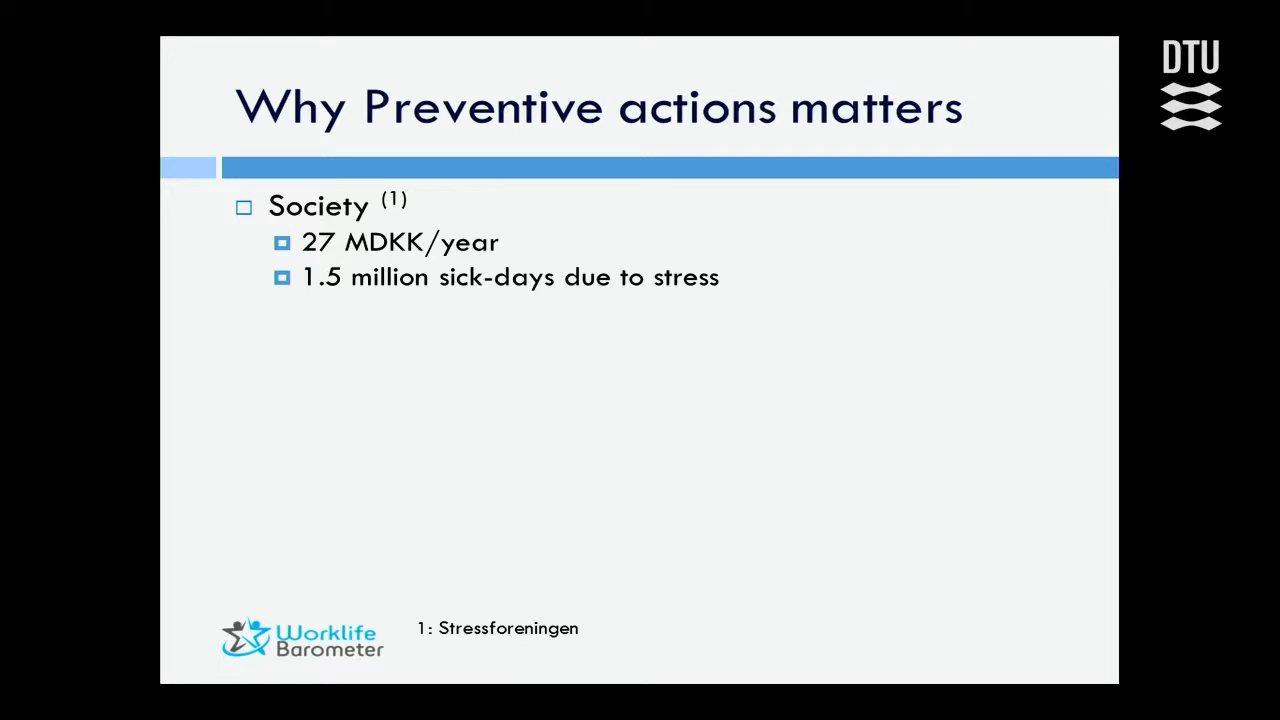 DTU
Why Preventive actions matters
Society (1)
27 MDKK/year
1.5 million sick-days due to stress
Worklife
Barometer
1: Stressforeningen